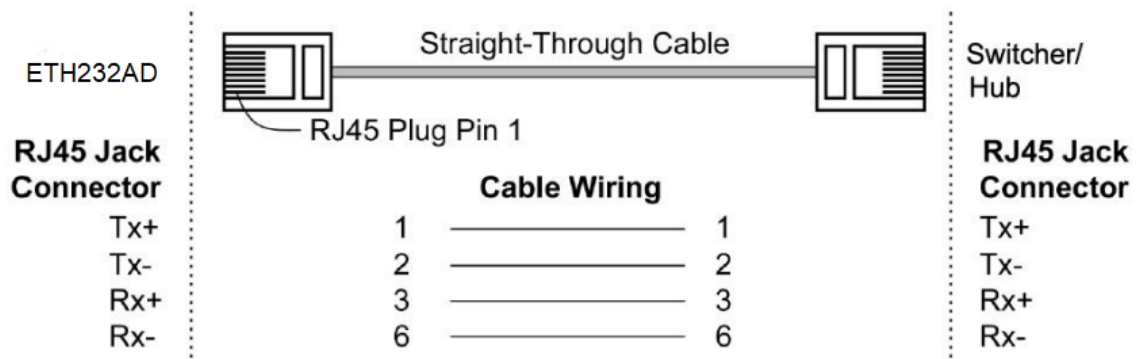 Straight-Through Cable
ETH232AD
Switcher/
Hub
RJ45 Plug Pin 1
RJ45 Jack
Connector
RJ45 Jack
Connector
Cable Wiring
Tx+ 1 1 Tx+
Tx- 2 2 Tx-
Rx+ 3 3 Rx+
Rx- 6 6 Rx-